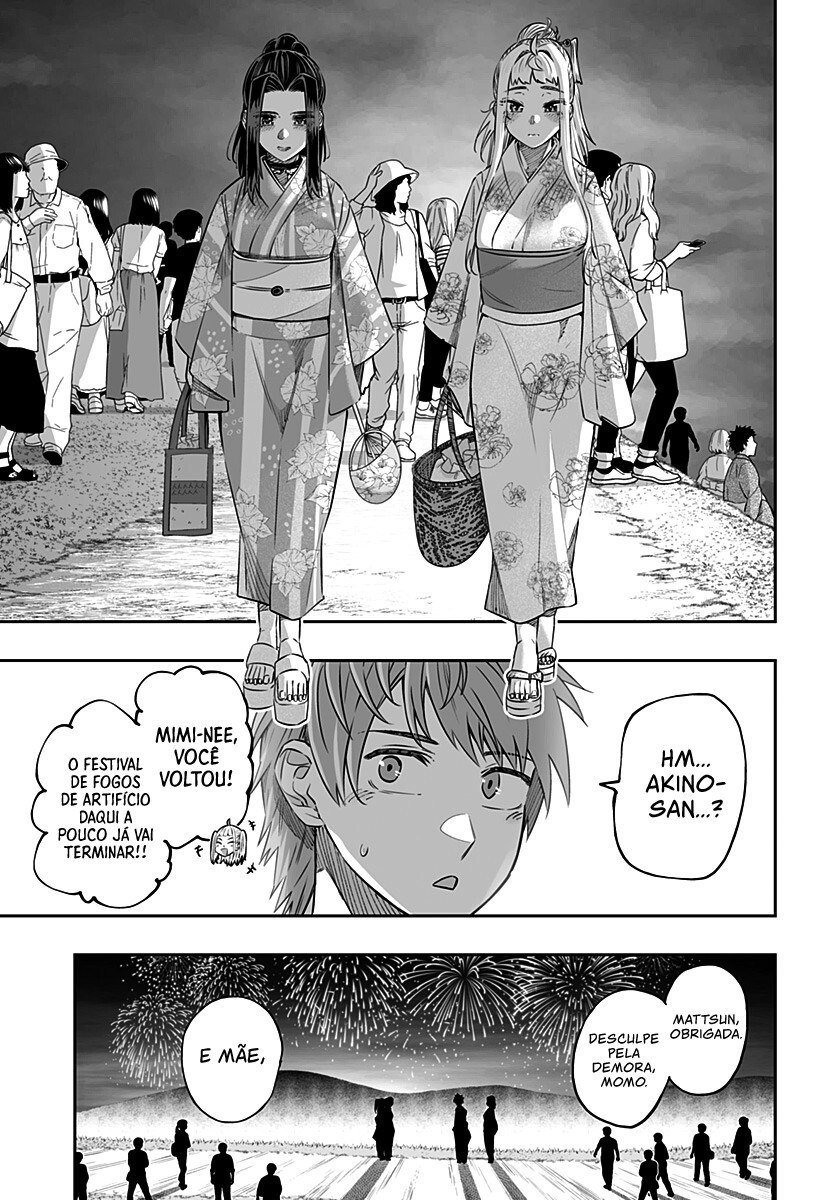 HM...
AKINO-
SAN...?
MIMI-NEE,
VOCÊ
VOLTOU!
O FESTIVAL
DE FOGOS
DE ARTIFÍCIO
DAQUI A
POUCO JÁ VAI
TERMINAR!!
MATTSUN,
OBRIGADA.
DESCULPE
PELA
DEMORA,
MOMO.
E MÃE,